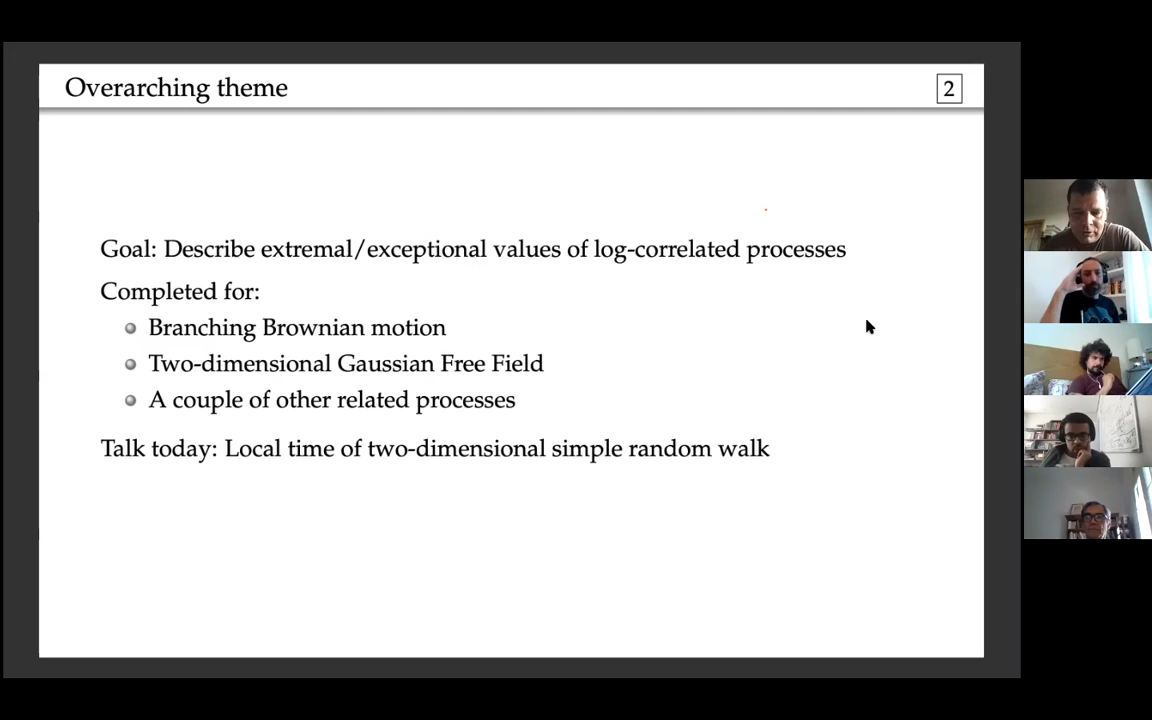 Overarching theme
2
Goal: Describe extremal/exceptional values of log-correlated processes
Completed for:
Branching Brownian motion
Two-dimensional Gaussian Free Field
A couple of other related processes
Talk today: Local time of two-dimensional simple random walk